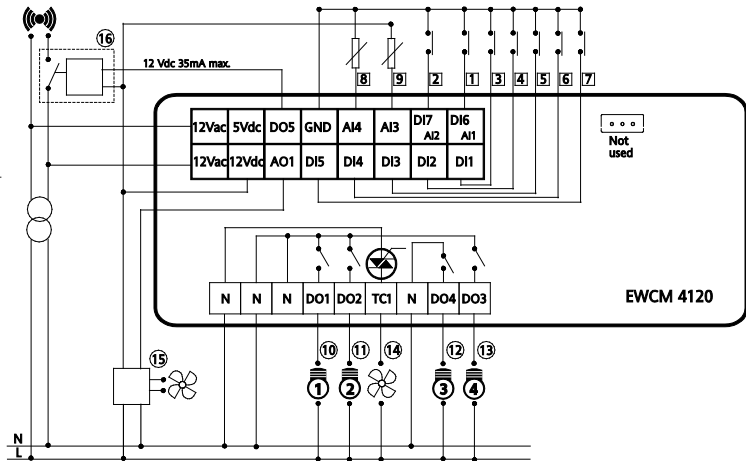 16
12 Vdc 35mA max.
8 9 2 1 3 4 5 6 7
12Vac 5Vdc DO5 GND AI4 AI3 DI7 AI2 DI6 AI1
12Vac 12Vdc AO1 DI5 DI4 DI3 DI2 DI1
Not
used
N N N DO1 DO2 TC1 N DO4 DO3
EWCM 4120
10 11 14 12 13
15
1 2 3 4
N
L